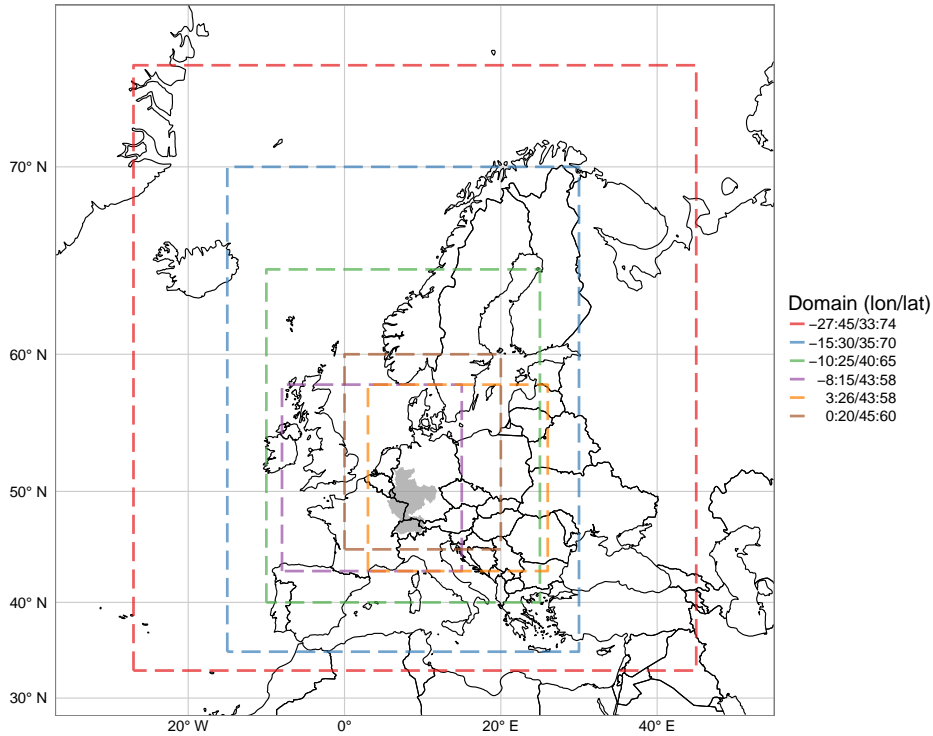 70° N
60° N
50° N
40° N
30° N
20° W
0°
20° E
40° E
Domain (lon/lat)
−27:45/33:74
−15:30/35:70
−10:25/40:65
−8:15/43:58
3:26/43:58
0:20/45:60